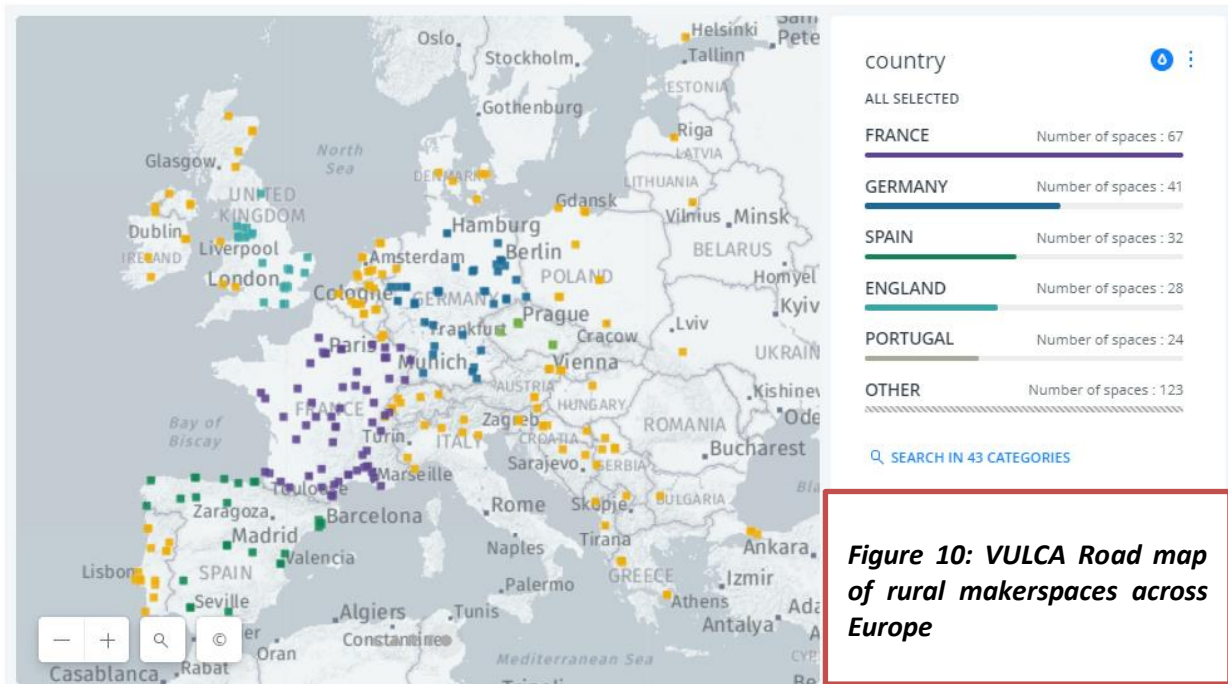 Oslo
Helsinki
Stockholm
Tallinn
ESTONIA
Gothenburg
Riga
LATVIA
North
Sea
Glasgow
DENMARK
LITHUANIA
UNITED
KINGDOM
Gdansk
Vilnius
Minsk
Dublin
Hamburg
IRELAND
Liverpool
Amsterdam
Berlin
BELARUS
London
POLAND
Homyel
Cologne
GERMANY
Kyiv
Prague
Frankfurt
Cracow
Lviv
Paris
Munich
Vienna
UKRAIN
AUSTRIA
Kishinev
HUNGARY
FRANCE
Bay of
Biscay
Zagreb
Ode
Turin
ITALY
CROATIA
ROMANIA
Bucharest
Sarajevo
SERBIA
Marseille
Toulouse
Zaragoza
Barcelona
Rome
Skopje
BULGARIA
Madrid
Tirana
Valencia
Naples
Ankara
Lisbon
SPAIN
GREECE
Izmir
Palermo
Seville
Athens
Algiers
Tunis
Antalya
Constantine
Oran
Mediterranean Sea
Casablanca
Rabat
− + ©
country
ALL SELECTED
FRANCE Number of spaces : 67
GERMANY Number of spaces : 41
SPAIN Number of spaces : 32
ENGLAND Number of spaces : 28
PORTUGAL Number of spaces : 24
OTHER Number of spaces : 123
SEARCH IN 43 CATEGORIES
Figure 10: VULCA Road map
of rural makerspaces across
Europe